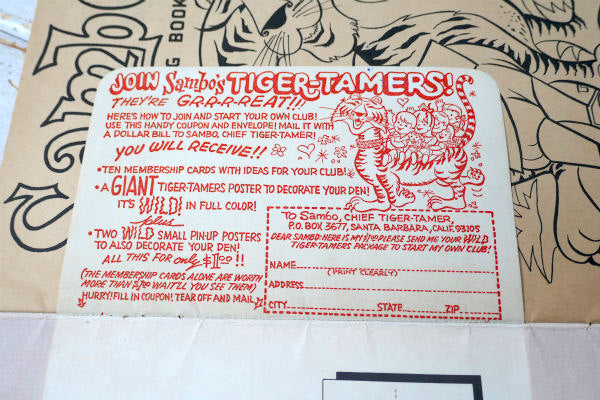 Sambo
G BOOK
JOIN Sambo's TIGER-TAMERS!
THEY'RE GR-R-R-REAT!!!
HERE'S HOW TO JOIN AND START YOUR OWN CLUB!
USE THIS HANDY COUPON AND ENVELOPE! MAIL IT WITH
A DOLLAR BILL TO SAMBO, CHIEF TIGER-TAMER!
YOU WILL RECEIVE!!
•TEN MEMBERSHIP CARDS WITH IDEAS FOR YOUR CLUB!
•A GIANT TIGER-TAMERS POSTER TO DECORATE YOUR DEN!
IT'S WILD! IN FULL COLOR!
plus
•TWO WILD SMALL PIN-UP POSTERS
TO ALSO DECORATE YOUR DEN!
ALL THIS FOR only $1.00!!
(THE MEMBERSHIP CARDS ALONE ARE WORTH
MORE THAN $1.00 WAIT'LL YOU SEE THEM)
HURRY! FILL IN COUPON! TEAR OFF AND MAIL
TO Sambo, CHIEF TIGER-TAMER
P.O. BOX 3677, SANTA BARBARA, CALIF. 93105
DEAR SAMBO: HERE IS MY $1.00 PLEASE SEND ME YOUR WILD
TIGER-TAMERS PACKAGE TO START MY OWN CLUB!
NAME
(PRINT CLEARLY)
ADDRESS
CITY STATE ZIP